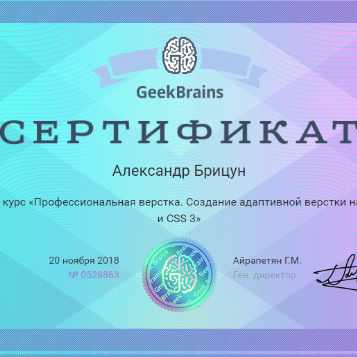 GeekBrains
СЕРТИФИКАТ
Александр Брицун
курс «Профессиональная верстка. Создание адаптивной верстки н
и CSS 3»
20 ноября 2018
№ 0528863
Айрапетян Г.М.
Ген. директор